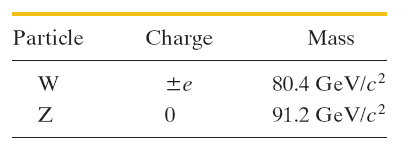 Particle Charge Mass
W ±e 80.4 GeV/c²
Z 0 91.2 GeV/c²